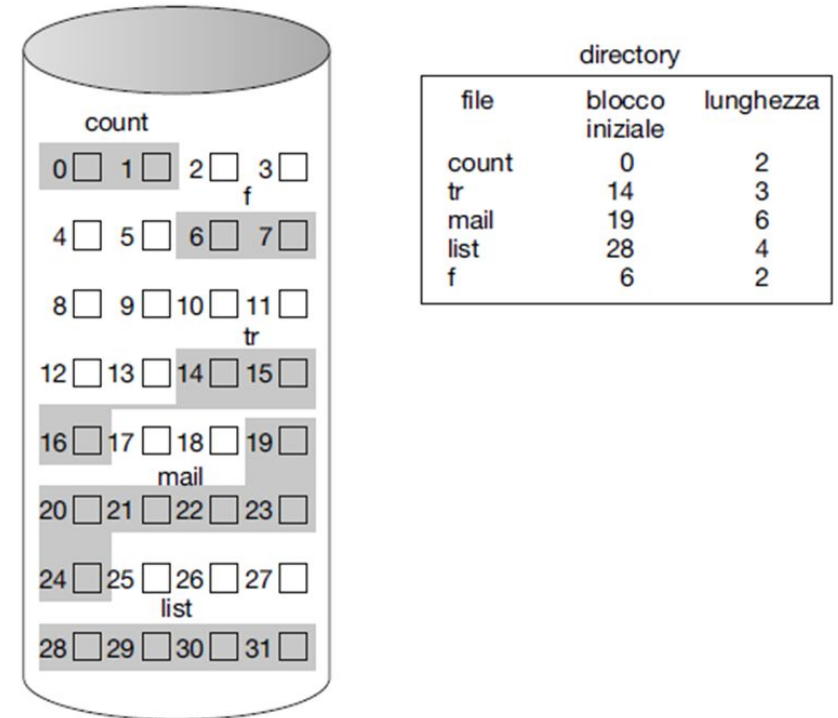 count
0 1 2 3
f
4 5 6 7
8 9 10 11
tr
12 13 14 15
16 17 18 19
mail
20 21 22 23
24 25 26 27
list
28 29 30 31
directory
file blocco lunghezza
iniziale
count 0 2
tr 14 3
mail 19 6
list 28 4
f 6 2